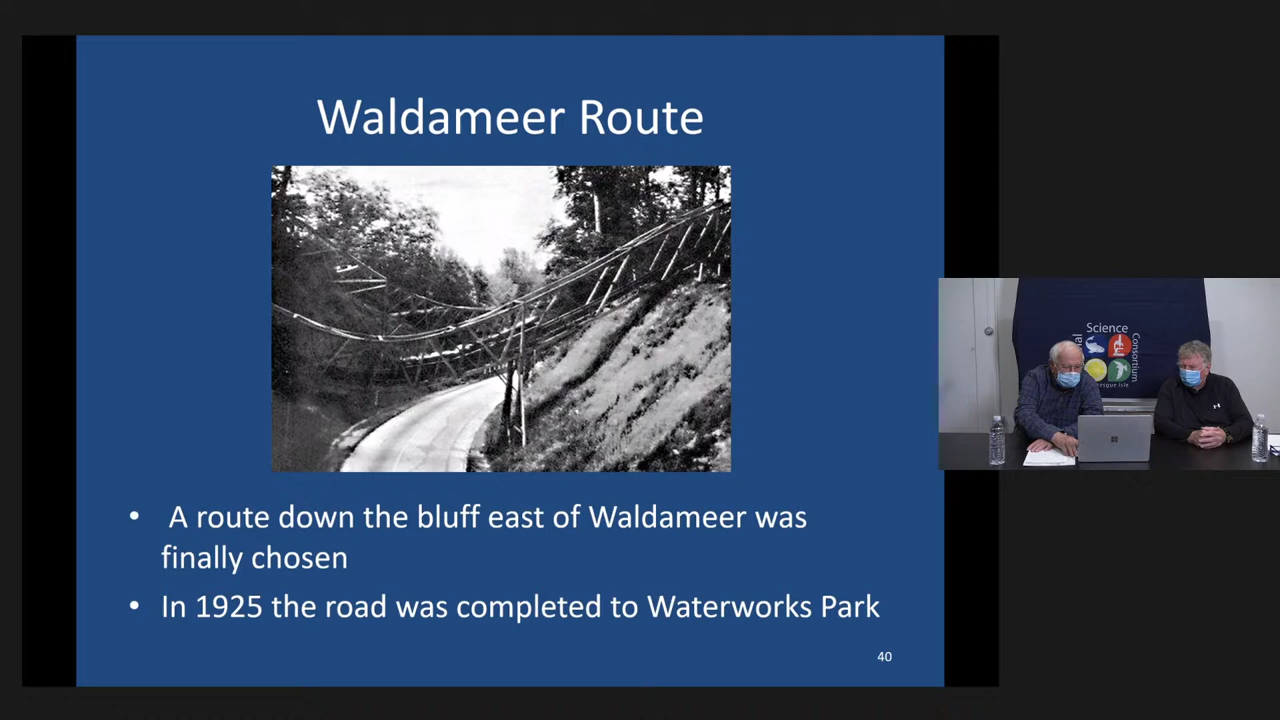 Waldameer Route
• A route down the bluff east of Waldameer was
finally chosen
• In 1925 the road was completed to Waterworks Park
40
Science
Consortium